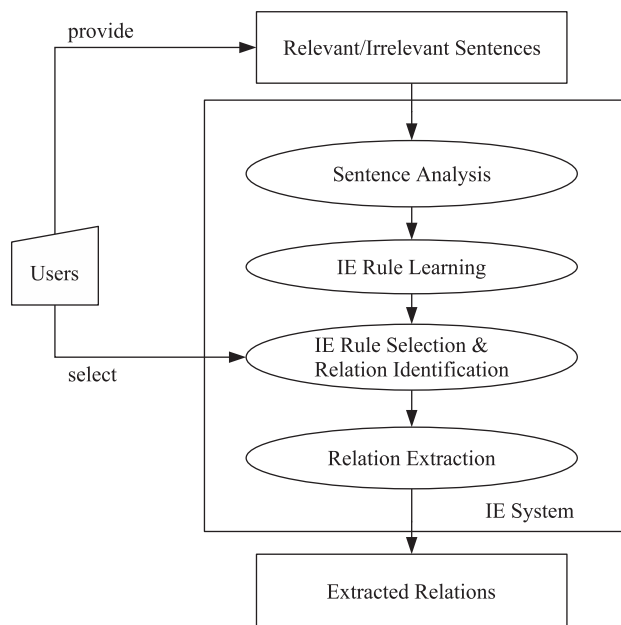 provide
Relevant/Irrelevant Sentences
Sentence Analysis
IE Rule Learning
Users
IE Rule Selection &
Relation Identification
select
Relation Extraction
IE System
Extracted Relations